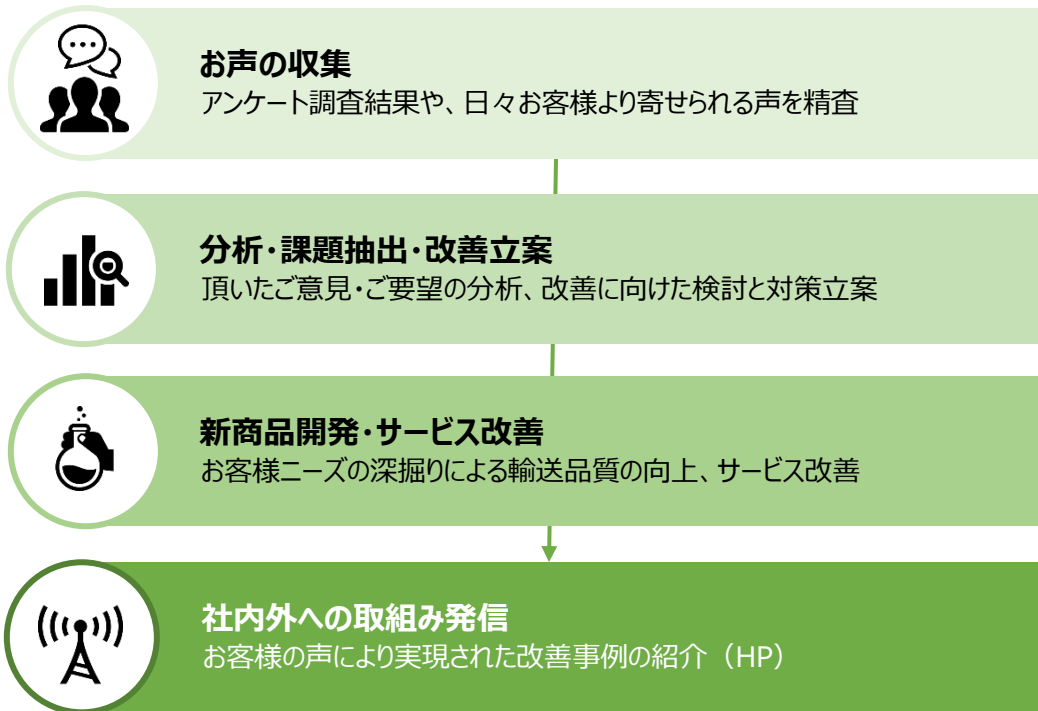 お声の収集
アンケート調査結果や、日々お客様より寄せられる声を精査
分析・課題抽出・改善立案
頂いたご意見・ご要望の分析、改善に向けた検討と対策立案
新商品開発・サービス改善
お客様ニーズの深掘りによる輸送品質の向上、サービス改善
社内外への取組み発信
お客様の声により実現された改善事例の紹介（HP）